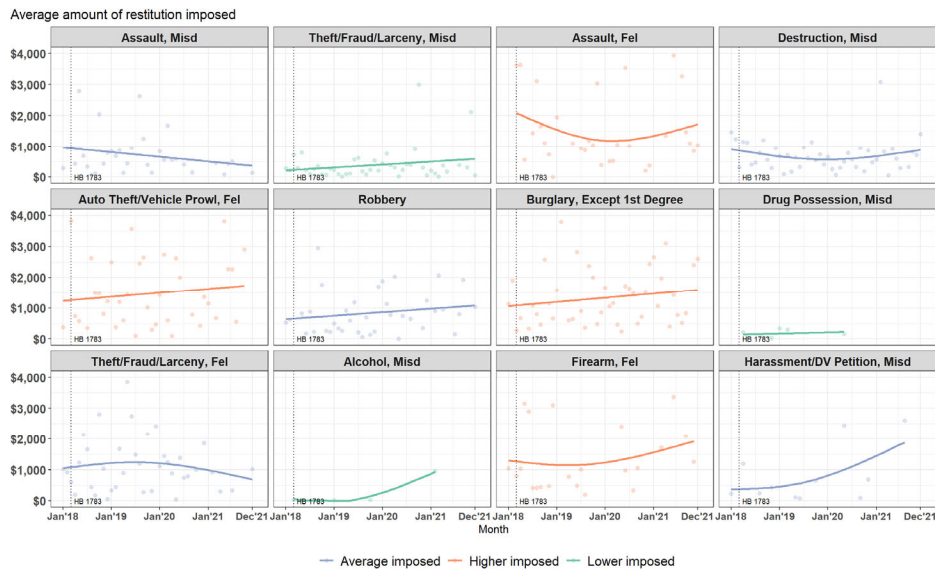 Average amount of restitution imposed
Assault, Misd
Theft/Fraud/Larceny, Misd
Assault, Fel
Destruction, Misd
$4,000
$3,000
$2,000
$1,000
$0
HB 1783
HB 1783
HB 1783
HB 1783
Auto Theft/Vehicle Prowl, Fel
Robbery
Burglary, Except 1st Degree
Drug Possession, Misd
$4,000
$3,000
$2,000
$1,000
$0
HB 1783
HB 1783
HB 1783
HB 1783
Theft/Fraud/Larceny, Fel
Alcohol, Misd
Firearm, Fel
Harassment/DV Petition, Misd
$4,000
$3,000
$2,000
$1,000
$0
HB 1783
HB 1783
HB 1783
HB 1783
Jan'18 Jan'19 Jan'20 Jan'21 Dec'21
Jan'18 Jan'19 Jan'20 Jan'21 Dec'21
Jan'18 Jan'19 Jan'20 Jan'21 Dec'21
Jan'18 Jan'19 Jan'20 Jan'21 Dec'21
Month
Average imposed Higher imposed Lower imposed